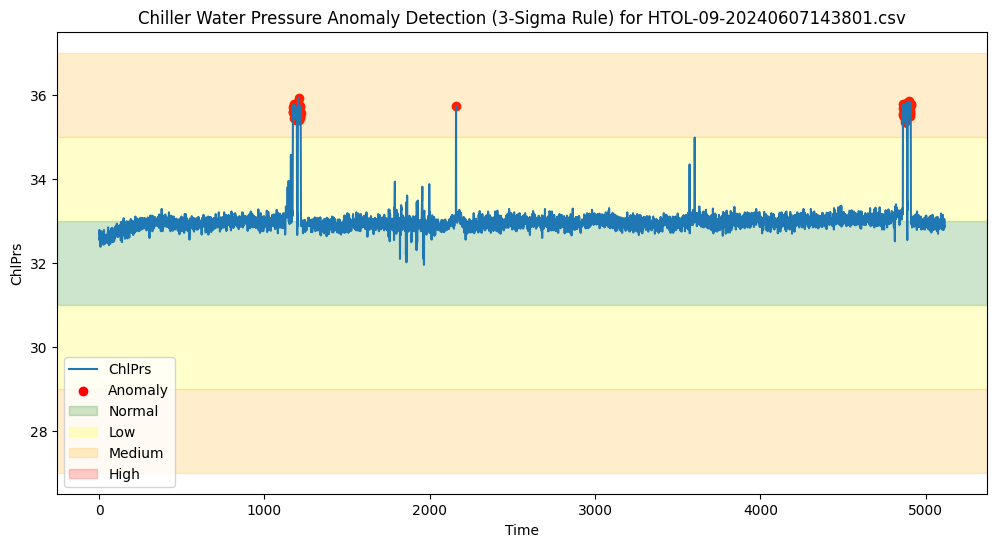 Chiller Water Pressure Anomaly Detection (3-Sigma Rule) for HTOL-09-20240607143801.csv
36
34
32
30
28
ChlPrs
ChlPrs
Anomaly
Normal
Low
Medium
High
0
1000
2000
3000
4000
5000
Time